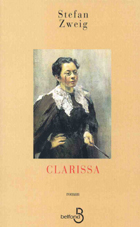 Stefan
Zweig
CLARISSA
roman
belfond